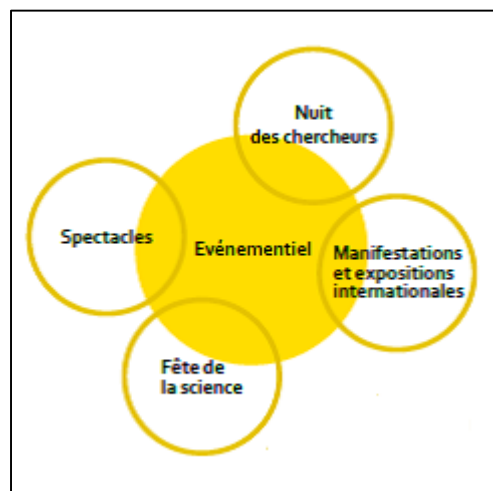 Nuit
des chercheurs
Spectacles
Evénementiel
Manifestations
et expositions
internationales
Fête de
la science